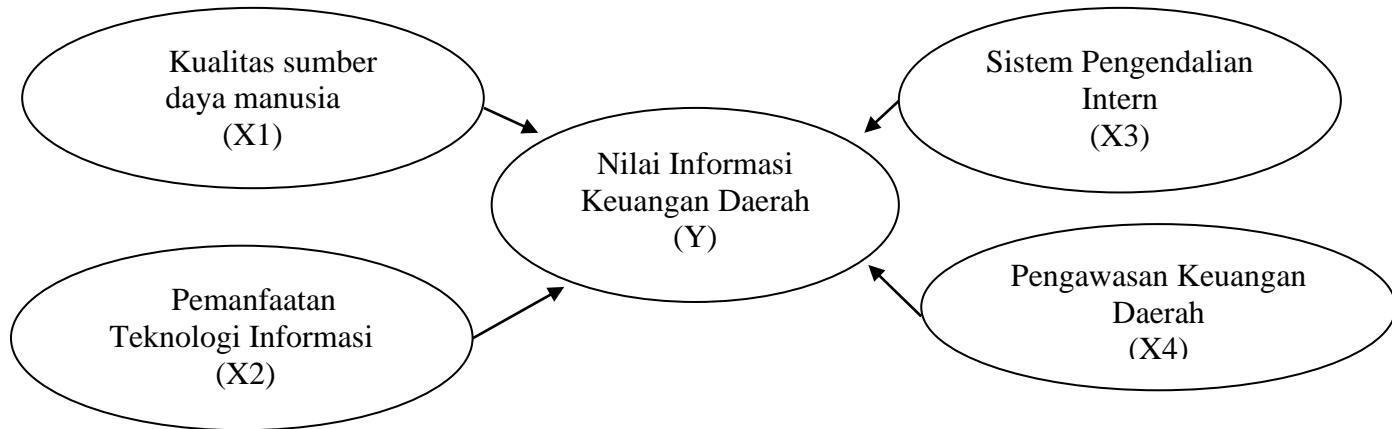 Kualitas sumber
daya manusia
(X1)
Sistem Pengendalian
Intern
(X3)
Nilai Informasi
Keuangan Daerah
(Y)
Pemanfaatan
Teknologi Informasi
(X2)
Pengawasan Keuangan
Daerah
(X4)